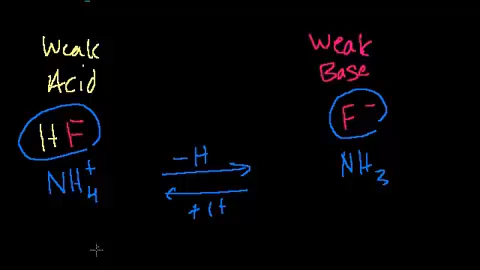 Weak
Acid
HF
NH₄⁺
Weak
Base
F⁻
NH₃
-H
+H